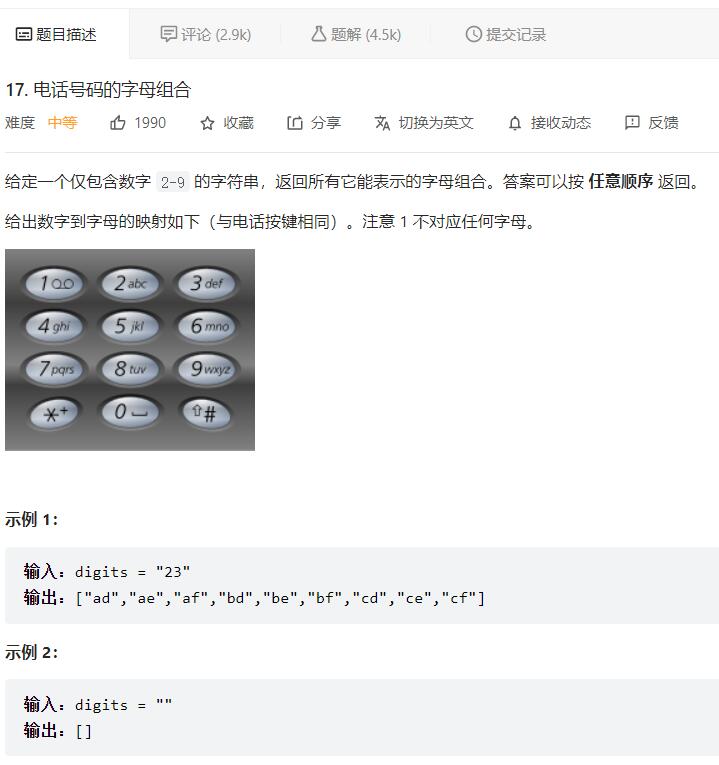 题目描述 评论 (2.9k) 题解 (4.5k) 提交记录
17. 电话号码的字母组合
难度 中等 1990 收藏 分享 切换为英文 接收动态 反馈
给定一个仅包含数字 2-9 的字符串，返回所有它能表示的字母组合。答案可以按 任意顺序 返回。
给出数字到字母的映射如下（与电话按键相同）。注意 1 不对应任何字母。
1 2 abc 3 def
4 ghi 5 jkl 6 mno
7 pqrs 8 tuv 9 wxyz
* + 0 #
示例 1：
输入：digits = "23"
输出：["ad","ae","af","bd","be","bf","cd","ce","cf"]
示例 2：
输入：digits = ""
输出：[]